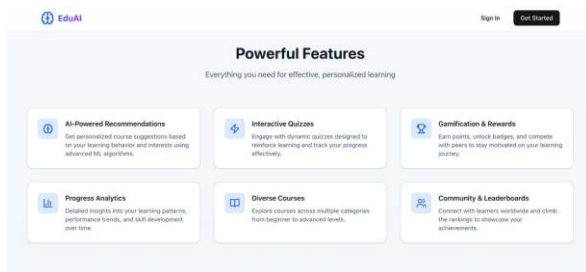 EduAI
Sign In
Get Started
Powerful Features
Everything you need for effective, personalized learning
AI-Powered Recommendations
Get personalized course suggestions based
on your learning behavior and interests using
advanced ML algorithms.
Interactive Quizzes
Engage with dynamic quizzes designed to
reinforce learning and track your progress
effectively.
Gamification & Rewards
Earn points, unlock badges, and compete
with peers to stay motivated on your learning
journey.
Progress Analytics
Detailed insights into your learning patterns,
performance trends, and skill development
over time.
Diverse Courses
Explore courses across multiple categories
from beginner to advanced levels.
Community & Leaderboards
Connect with learners worldwide and climb
the rankings to showcase your
achievements.